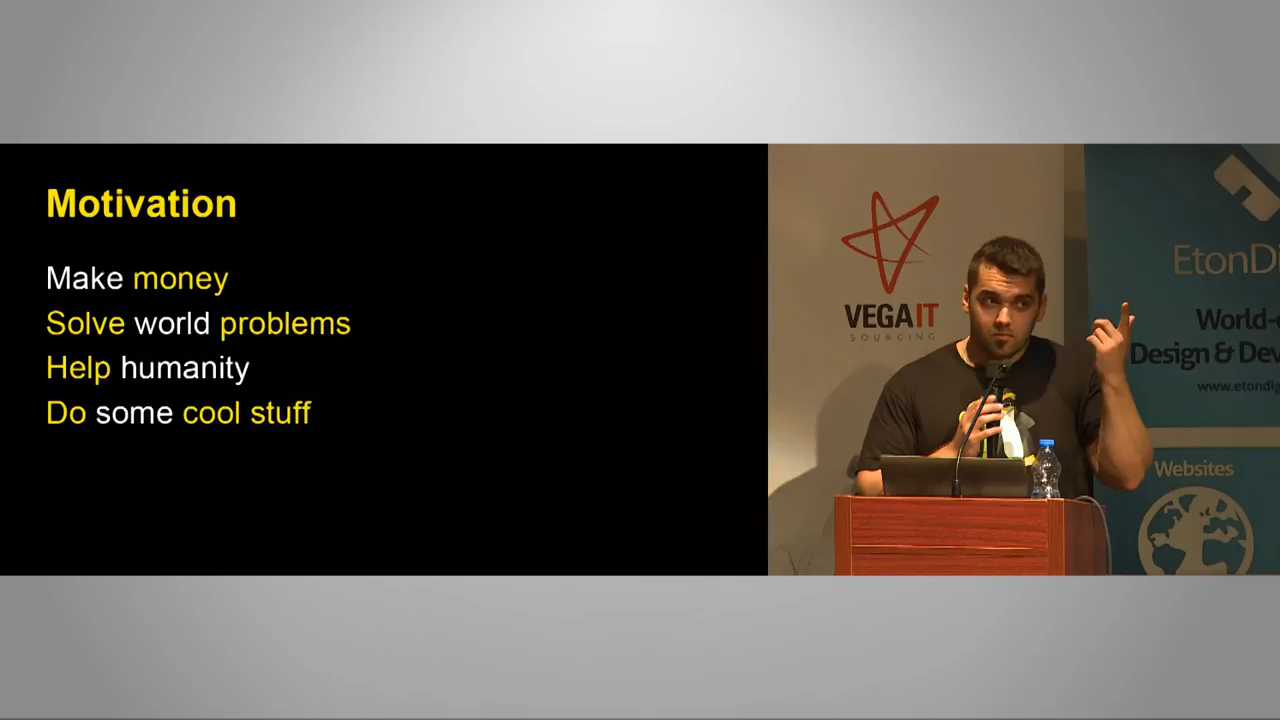 Motivation
Make money
Solve world problems
Help humanity
Do some cool stuff
VEGA IT
SOURCING
EtonDi
World-
Design & Dev
www.etondig
Websites